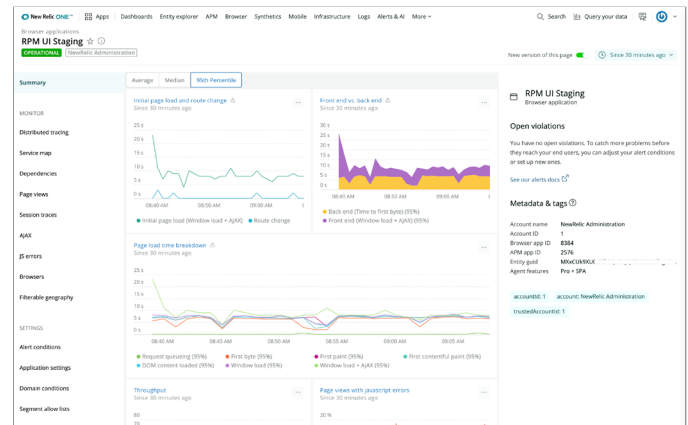 New Relic ONE™ Apps Dashboards Entity explorer APM Browser Synthetics Mobile Infrastructure Logs Alerts & AI More Search Query your data
Browser applications
RPM UI Staging
OPERATIONAL NewRelic Administration
New version of this page Since 30 minutes ago
Summary
MONITOR
Distributed tracing
Service map
Dependencies
Page views
Session traces
AJAX
JS errors
Browsers
Filterable geography
SETTINGS
Alert conditions
Application settings
Domain conditions
Segment allow lists
Average Median 95th Percentile
Initial page load and route change
Since 30 minutes ago
25 s
20 s
15 s
10 s
5 s
0 s
08:40 AM 08:50 AM 09:00 AM
Initial page load (Window load + AJAX) Route change
Front end vs. back end
Since 30 minutes ago
30 s
25 s
20 s
15 s
10 s
5 s
0 s
08:40 AM 08:50 AM 09:00 AM
Back end (Time to first byte) (95%)
Front end (Window load + AJAX) (95%)
Page load time breakdown
Since 30 minutes ago
25 s
20 s
15 s
10 s
5 s
0 s
08:40 AM 08:45 AM 08:50 AM 08:55 AM 09:00 AM 09:05 AM
Request queueing (95%) First byte (95%) First paint (95%) First contentful paint (95%)
DOM content loaded (95%) Window load (95%) Window load + AJAX (95%)
Throughput
Since 30 minutes ago
80
70
Page views with javascript errors
Since 30 minutes ago
20 %
RPM UI Staging
Browser application
Open violations
You have no open violations. To catch more problems before
they reach your end users, you can adjust your alert conditions
or set up new ones.
See our alerts docs
Metadata & tags
Account name NewRelic Administration
Account ID 1
Browser app ID 8384
APM app ID 2576
Entity guid
Agent features Pro + SPA
accountId: 1 account: NewRelic Administration
trustedAccountId: 1